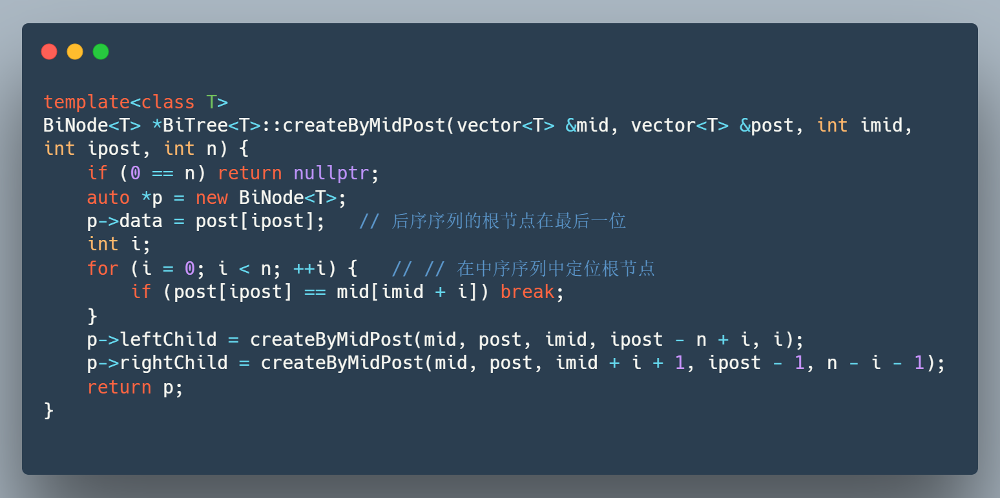 template<class T>
BiNode<T> *BiTree<T>::createByMidPost(vector<T> &mid, vector<T> &post, int imid,
int ipost, int n) {
    if (0 == n) return nullptr;
    auto *p = new BiNode<T>;
    p->data = post[ipost];   // 后序序列的根节点在最后一位
    int i;
    for (i = 0; i < n; ++i) {   // // 在中序序列中定位根节点
        if (post[ipost] == mid[imid + i]) break;
    }
    p->leftChild = createByMidPost(mid, post, imid, ipost - n + i, i);
    p->rightChild = createByMidPost(mid, post, imid + i + 1, ipost - 1, n - i - 1);
    return p;
}